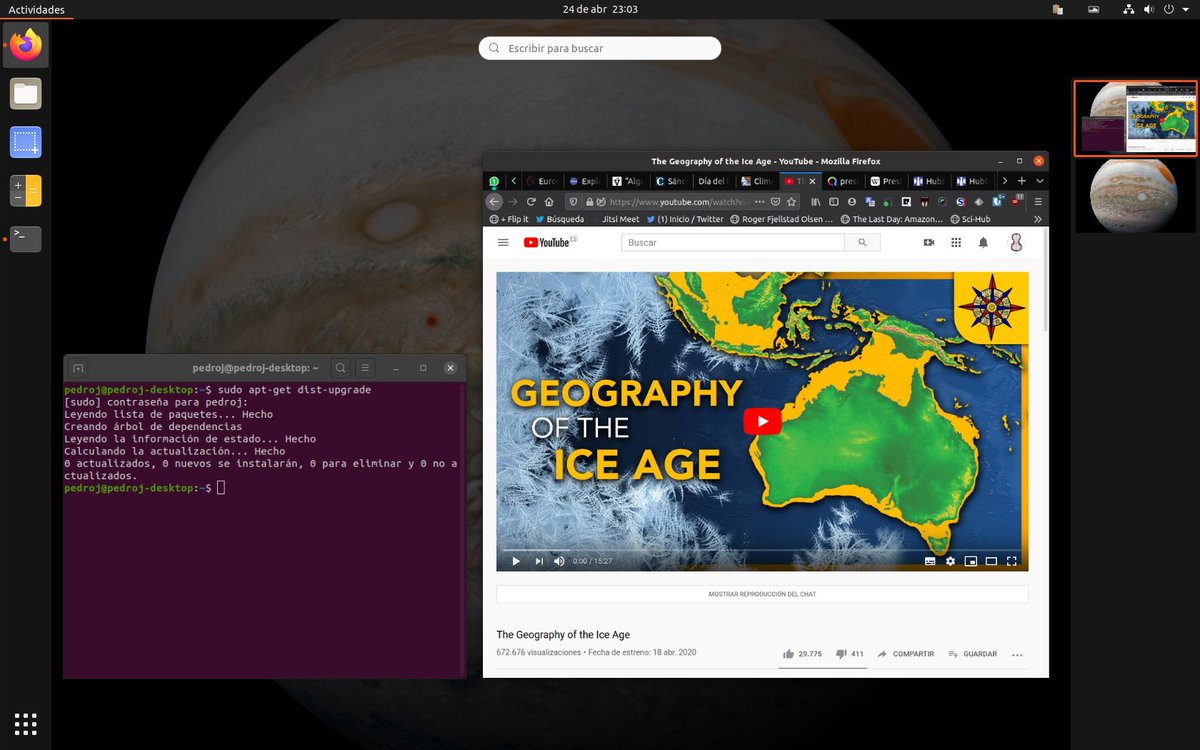 Actividades
24 de abr 23:03
Escribir para buscar
The Geography of the Ice Age - YouTube - Mozilla Firefox
Euro
Explo
"Algu
Sánc
Día del
Clim
Th
pres
Pres
Hubb
Hubb
https://www.youtube.com/watch?v=
+ Flip it
Búsqueda
Jitsi Meet
(1) Inicio / Twitter
Roger Fjellstad Olsen ...
The Last Day: Amazon...
Sci-Hub
YouTube ES
Buscar
GEOGRAPHY
OF THE
ICE AGE
0:00 / 15:27
MOSTRAR REPRODUCCIÓN DEL CHAT
The Geography of the Ice Age
672.676 visualizaciones • Fecha de estreno: 18 abr. 2020
29.775
411
COMPARTIR
GUARDAR
pedroj@pedroj-desktop: ~
pedroj@pedroj-desktop:~$ sudo apt-get dist-upgrade
[sudo] contraseña para pedroj:
Leyendo lista de paquetes... Hecho
Creando árbol de dependencias
Leyendo la información de estado... Hecho
Calculando la actualización... Hecho
0 actualizados, 0 nuevos se instalarán, 0 para eliminar y 0 no a
ctualizados.
pedroj@pedroj-desktop:~$